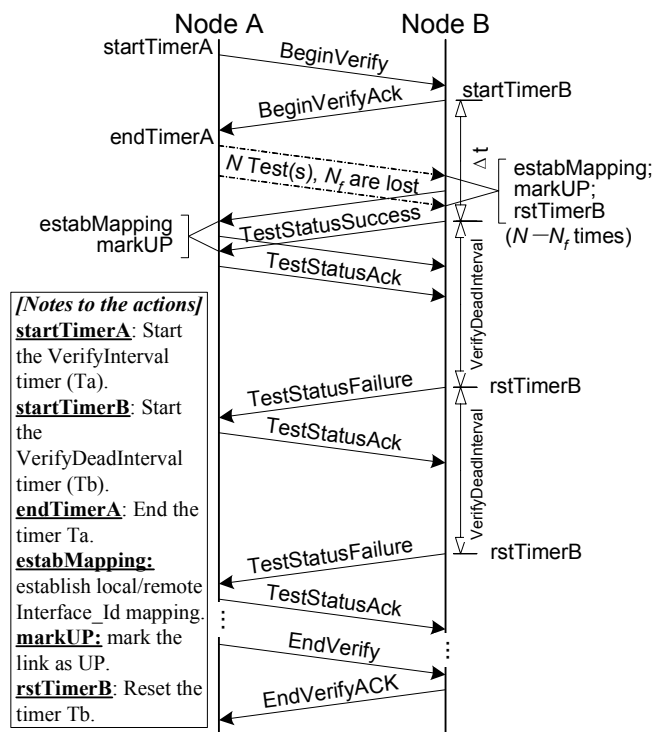 Node A
Node B
startTimerA
BeginVerify
startTimerB
BeginVerifyAck
endTimerA
Δt
N Test(s), Nf are lost
estabMapping;
markUP;
rstTimerB
(N−Nf times)
estabMapping
markUP
TestStatusSuccess
TestStatusAck
VerifyDeadInterval
[Notes to the actions]
startTimerA: Start
the VerifyInterval
timer (Ta).
startTimerB: Start
the
VerifyDeadInterval
timer (Tb).
endTimerA: End the
timer Ta.
estabMapping:
establish local/remote
Interface_Id mapping.
markUP: mark the
link as UP.
rstTimerB: Reset the
timer Tb.
TestStatusFailure
rstTimerB
TestStatusAck
VerifyDeadInterval
TestStatusFailure
rstTimerB
TestStatusAck
...
...
EndVerify
EndVerifyACK